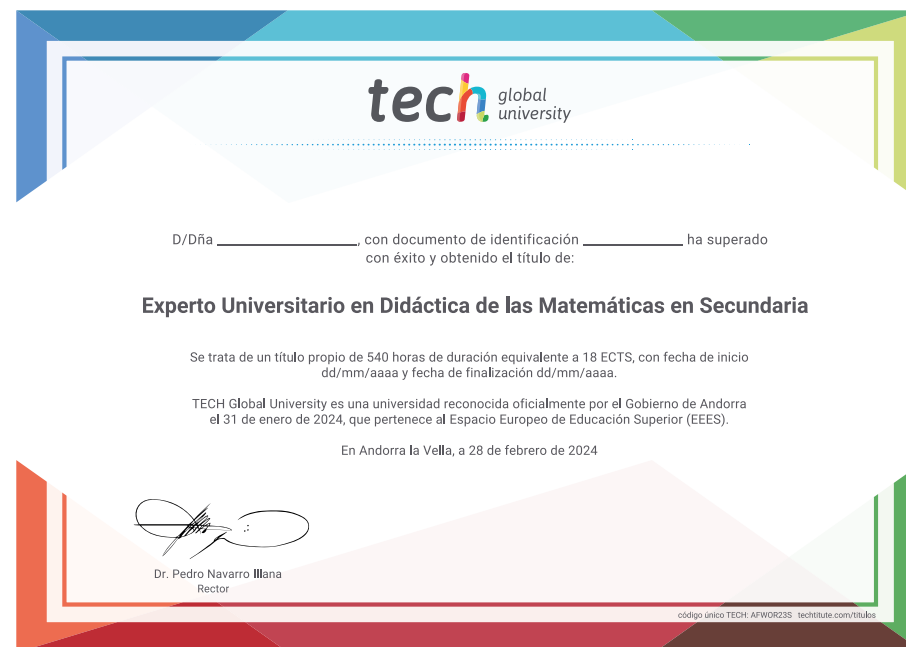 tech global university
D/Dña ____________, con documento de identificación ____________ ha superado
con éxito y obtenido el título de:
Experto Universitario en Didáctica de las Matemáticas en Secundaria
Se trata de un título propio de 540 horas de duración equivalente a 18 ECTS, con fecha de inicio
dd/mm/aaaa y fecha de finalización dd/mm/aaaa.
TECH Global University es una universidad reconocida oficialmente por el Gobierno de Andorra
el 31 de enero de 2024, que pertenece al Espacio Europeo de Educación Superior (EEES).
En Andorra la Vella, a 28 de febrero de 2024
Dr. Pedro Navarro Illana
Rector
código único TECH: AFWOR23S techtitute.com/titulos